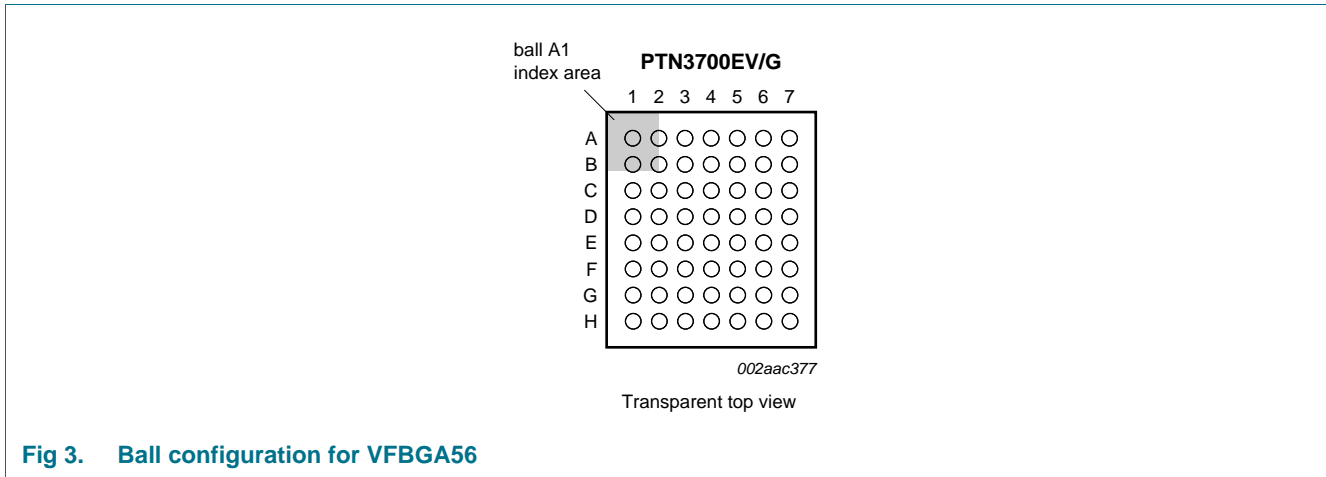 ball A1
index area
PTN3700EV/G
1 2 3 4 5 6 7
A
B
C
D
E
F
G
H
002aac377
Transparent top view
Fig 3. Ball configuration for VFBGA56